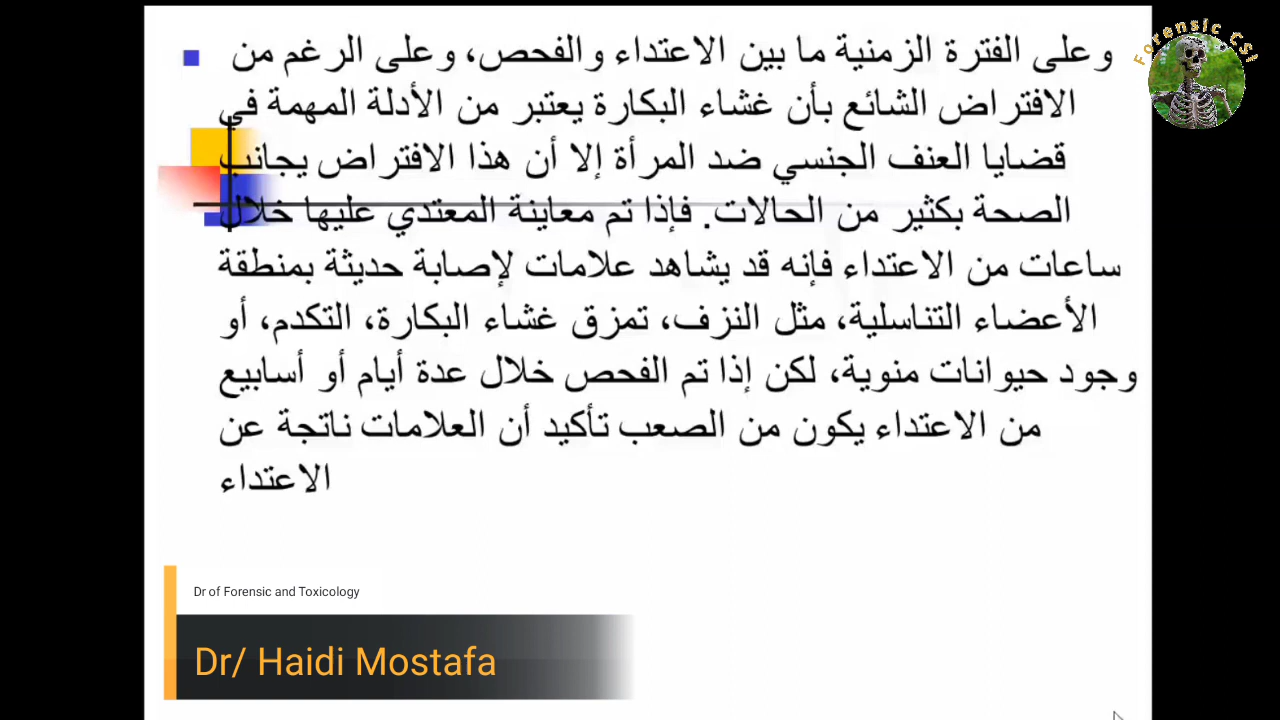 وعلى الفترة الزمنية ما بين الاعتداء والفحص، وعلى الرغم من
الافتراض الشائع بأن غشاء البكارة يعتبر من الأدلة المهمة في
قضايا العنف الجنسي ضد المرأة إلا أن هذا الافتراض يجانب
الصحة بكثير من الحالات. فإذا تم معاينة المعتدي عليها خلال
ساعات من الاعتداء فإنه قد يشاهد علامات لإصابة حديثة بمنطقة
الأعضاء التناسلية، مثل النزف، تمزق غشاء البكارة، التكدم، أو
وجود حيوانات منوية، لكن إذا تم الفحص خلال عدة أيام أو أسابيع
من الاعتداء يكون من الصعب تأكيد أن العلامات ناتجة عن
الاعتداء
Forensic CSI
Dr of Forensic and Toxicology
Dr/ Haidi Mostafa